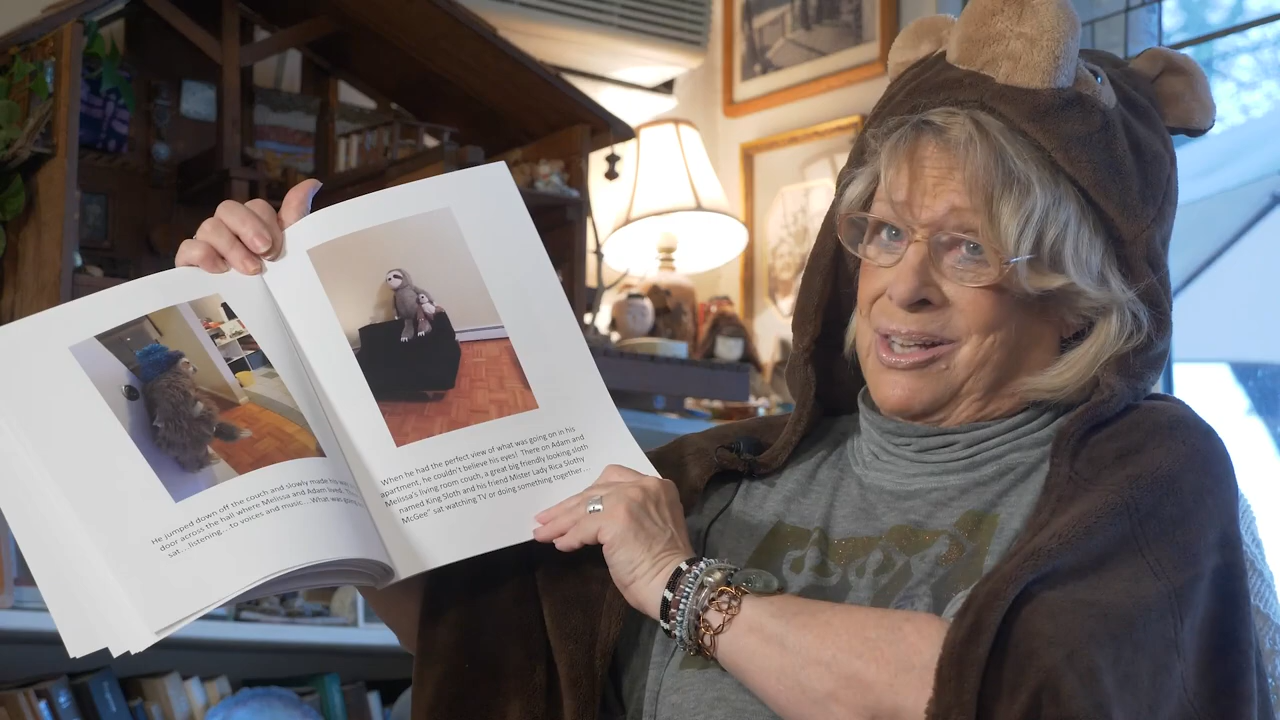 He jumped down off the couch and slowly made his
door across the hall where Melissa and Adam lived.
sat... listening... to voices and music... What was
When he had the perfect view of what was going on in his
apartment, he couldn't believe his eyes! There on Adam and
Melissa's living room couch, a great big friendly looking sloth
named King Sloth and his friend Mister Lady Rica Slothy
McGee" sat watching TV or doing something together...